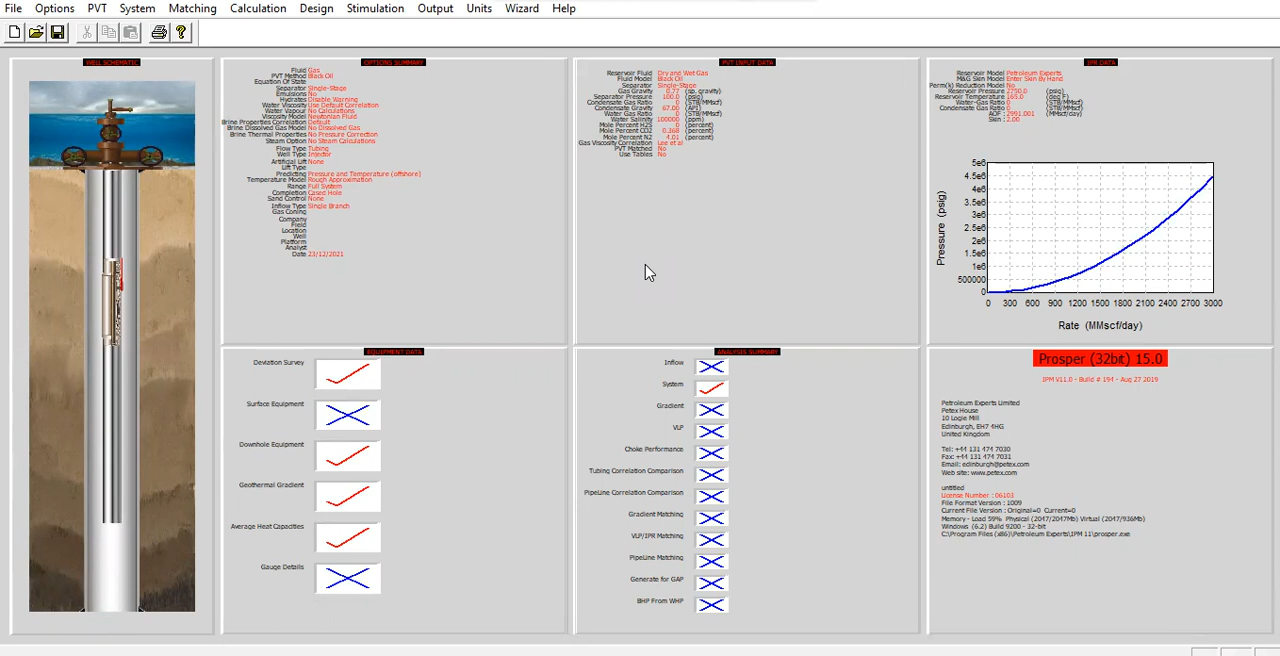 File Options PVT System Matching Calculation Design Stimulation Output Units Wizard Help
WELL SCHEMATIC
OPTIONS SUMMARY
Fluid Gas
PVT Method Black Oil
Equation Of State
Separator Single-Stage
Emulsions No
Hydrates Disable Warning
Water Viscosity Use Default Correlation
Water Vapour No Calculations
Viscosity Model Newtonian Fluid
Brine Properties Correlation Default
Brine Dissolved Gas Model No Dissolved Gas
Brine Thermal Properties No Pressure Correction
Steam Option No Steam Calculations
Flow Type Tubing
Well Type Injector
Artificial Lift None
Lift Type
Predicting Pressure and Temperature (offshore)
Temperature Model Rough Approximation
Range Full System
Completion Cased Hole
Sand Control None
Inflow Type Single Branch
Gas Coning
Company
Field
Location
Well
Platform
Analyst
Date 23/12/2021
PVT INPUT DATA
Reservoir Fluid Dry and Wet Gas
Fluid Model Black Oil
Separator Single-Stage
Gas Gravity 0.77 (sp. gravity)
Separator Pressure 100.0 (psig)
Condensate Gas Ratio 0 (STB/MMscf)
Condensate Gravity 67.00 (API)
Water Gas Ratio 0 (STB/MMscf)
Water Salinity 100000 (ppm)
Mole Percent H2S 0 (percent)
Mole Percent CO2 0.368 (percent)
Mole Percent N2 4.01 (percent)
Gas Viscosity Correlation Lee et al
PVT Matched No
Use Tables No
IPR DATA
Reservoir Model Petroleum Experts
M&G Skin Model Enter Skin By Hand
Perm(k) Reduction Model No
Reservoir Pressure 2750.0 (psig)
Reservoir Temperature 165.0 (deg F)
Water-Gas Ratio 0 (STB/MMscf)
Condensate Gas Ratio 0 (STB/MMscf)
AOF : 2991.001 (MMscf/day)
Skin : 2.00
Pressure (psig)
5e6
4.5e6
4e6
3.5e6
3e6
2.5e6
2e6
1.5e6
1e6
500000
0
0 300 600 900 1200 1500 1800 2100 2400 2700 3000
Rate (MMscf/day)
EQUIPMENT DATA
Deviation Survey
Surface Equipment
Downhole Equipment
Geothermal Gradient
Average Heat Capacities
Gauge Details
ANALYSIS SUMMARY
Inflow
System
Gradient
VLP
Choke Performance
Tubing Correlation Comparison
PipeLine Correlation Comparison
Gradient Matching
VLP/IPR Matching
PipeLine Matching
Generate for GAP
BHP From WHP
Prosper (32bit) 15.0
IPM V11.0 - Build # 194 - Aug 27 2019
Petroleum Experts Limited
Petex House
10 Logie Mill
Edinburgh, EH7 4HG
United Kingdom
Tel: +44 131 474 7030
Fax: +44 131 474 7031
Email: edinburgh@petex.com
Web site: www.petex.com
untitled
License Number : 06103
File Format Version : 1009
Current File Version : Original=0 Current=0
Memory - Load 59% Physical (2047/2047Mb) Virtual (2047/936Mb)
Windows (6.2) Build 9200 - 32-bit
C:\Program Files (x86)\Petroleum Experts\IPM 11\prosper.exe